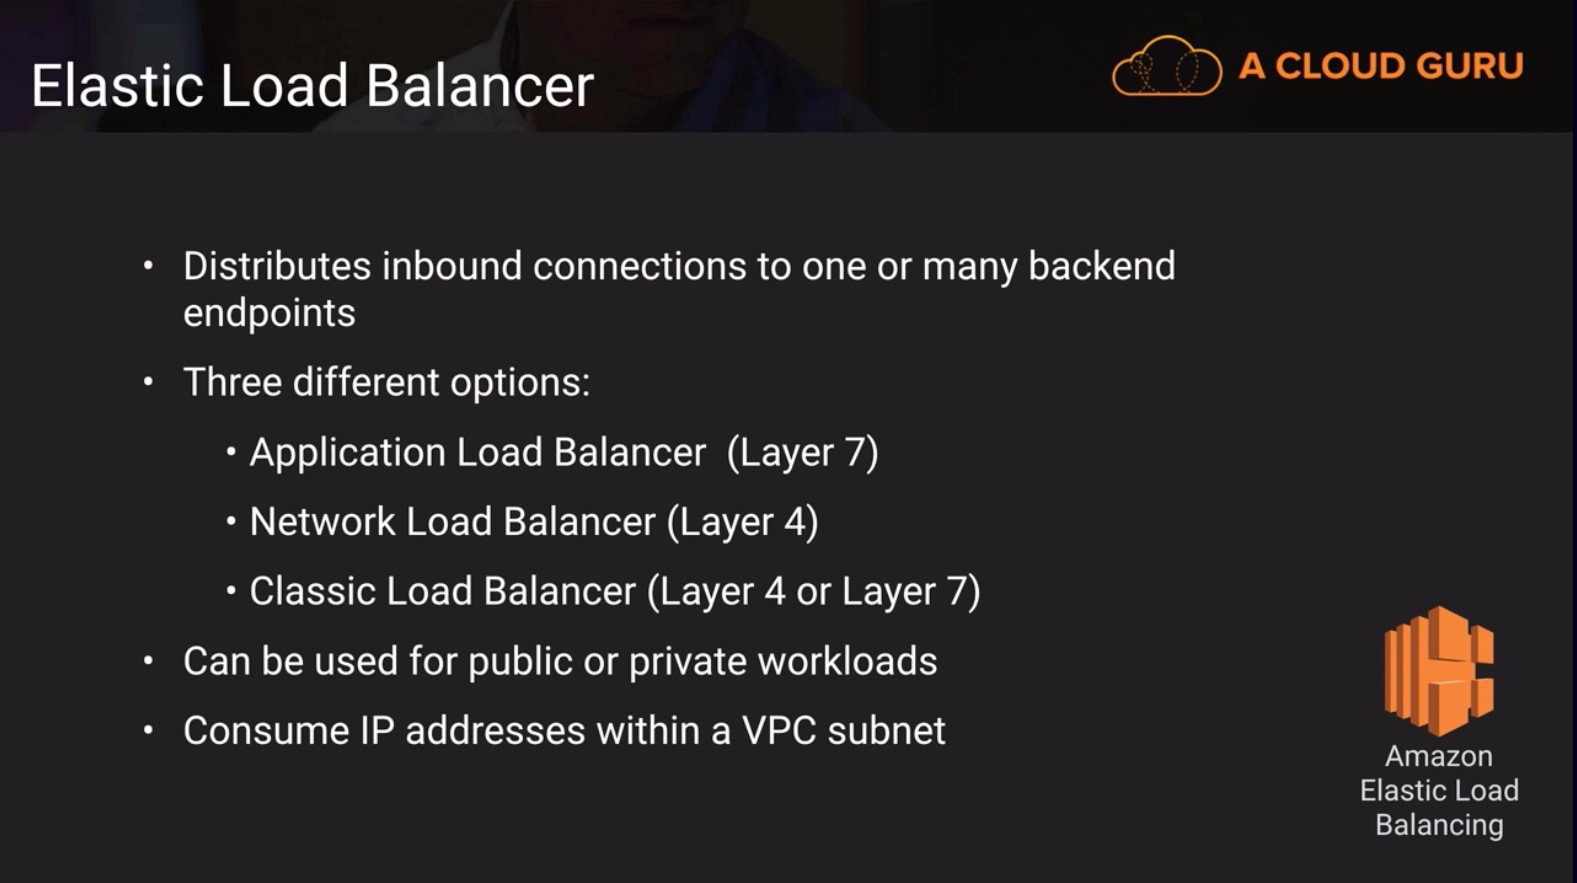 Elastic Load Balancer
A CLOUD GURU
• Distributes inbound connections to one or many backend
endpoints
• Three different options:
• Application Load Balancer  (Layer 7)
• Network Load Balancer (Layer 4)
• Classic Load Balancer (Layer 4 or Layer 7)
• Can be used for public or private workloads
• Consume IP addresses within a VPC subnet
Amazon
Elastic Load
Balancing